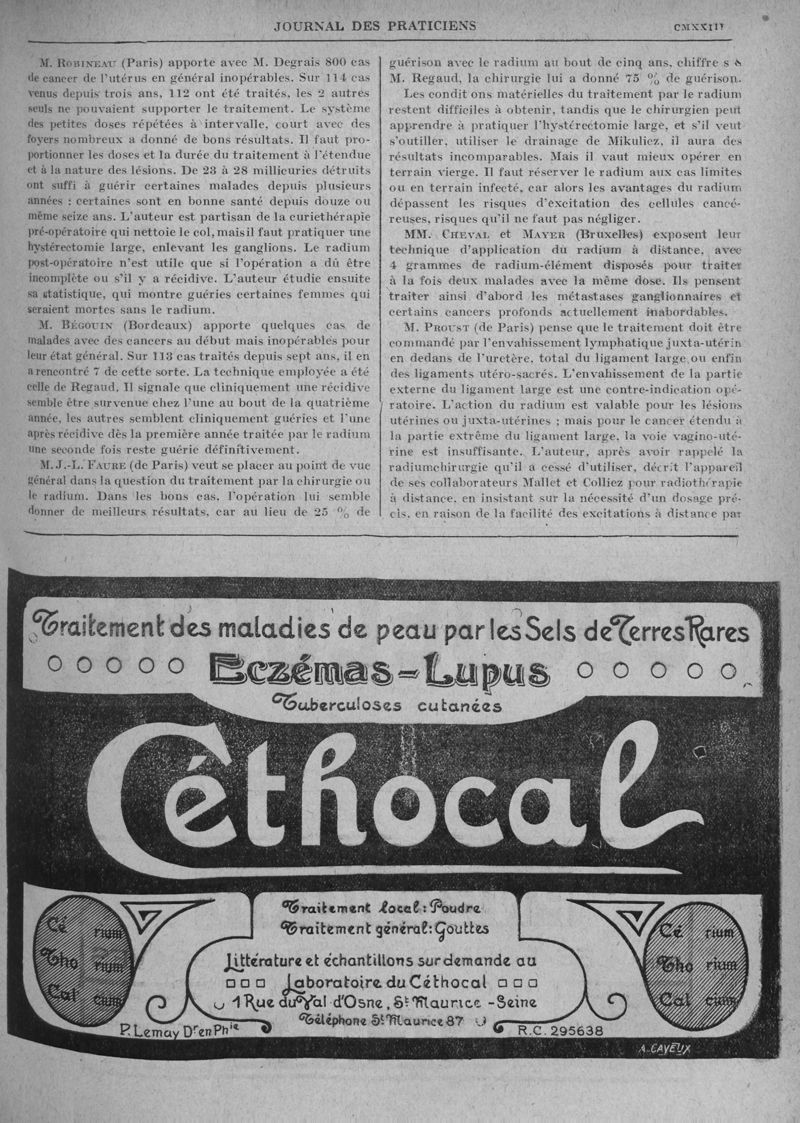 JOURNAL DES PRATICIENS
CMXXIII
M. ROBINEAU (Paris) apporte avec M. Degrais 800 cas
de cancer de l'utérus en général inopérables. Sur 114 cas
venus depuis trois ans, 112 ont été traités, les 2 autres
seuls ne pouvaient supporter le traitement. Le système
des petites doses répétées à intervalle, court avec des
foyers nombreux a donné de bons résultats. Il faut pro-
portionner les doses et la durée du traitement à l'étendue
et à la nature des lésions. De 23 à 28 millicuries détruits
ont suffi à guérir certaines malades depuis plusieurs
années : certaines sont en bonne santé depuis douze ou
même seize ans. L'auteur est partisan de la curiethérapie
pré-opératoire qui nettoie le col, mais il faut pratiquer une
hystérectomie large, enlevant les ganglions. Le radium
post-opératoire n'est utile que si l'opération a dû être
incomplète ou s'il y a récidive. L'auteur étudie ensuite
sa statistique, qui montre guéries certaines femmes qui
seraient mortes sans le radium.
M. BÉGOUIN (Bordeaux) apporte quelques cas de
malades avec des cancers au début mais inopérables pour
leur état général. Sur 113 cas traités depuis sept ans, il en
a rencontré 7 de cette sorte. La technique employée a été
celle de Regaud. Il signale que cliniquement une récidive
semble être survenue chez l'une au bout de la quatrième
année, les autres semblent cliniquement guéries et l'une
après récidive dès la première année traitée par le radium
une seconde fois reste guérie définitivement.
M. J.-L. FAURE (de Paris) veut se placer au point de vue
général dans la question du traitement par la chirurgie ou
le radium. Dans les bons cas, l'opération lui semble
donner de meilleurs résultats, car au lieu de 25 % de
guérison avec le radium au bout de cinq ans, chiffre s
M. Regaud, la chirurgie lui a donné 75 % de guérison.
Les condit ons matérielles du traitement par le radium
restent difficiles à obtenir, tandis que le chirurgien peut
apprendre à pratiquer l'hystérectomie large, et s'il veut
s'outiller, utiliser le drainage de Mikulicz, il aura des
résultats incomparables. Mais il vaut mieux opérer en
terrain vierge. Il faut réserver le radium aux cas limites
ou en terrain infecté, car alors les avantages du radium
dépassent les risques d'excitation des cellules cancé-
reuses, risques qu'il ne faut pas négliger.
MM. CHEVAL et MAYER (Bruxelles) exposent leur
technique d'application du radium à distance, avec
4 grammes de radium-élément disposés pour traiter
à la fois deux malades avec la même dose. Ils pensent
traiter ainsi d'abord les métastases ganglionnaires et
certains cancers profonds actuellement inabordables.
M. PROUST (de Paris) pense que le traitement doit être
commandé par l'envahissement lymphatique juxta-utérin
en dedans de l'uretère, total du ligament large ou enfin
des ligaments utéro-sacrés. L'envahissement de la partie
externe du ligament large est une contre-indication opé-
ratoire. L'action du radium est valable pour les lésions
utérines ou juxta-utérines ; mais pour le cancer étendu à
la partie extrême du ligament large, la voie vagino-uté-
rine est insuffisante. L'auteur, après avoir rappelé la
radiumchirurgie qu'il a cessé d'utiliser, décrit l'appareil
de ses collaborateurs Mallet et Colliez pour radiothérapie
à distance, en insistant sur la nécessité d'un dosage pré-
cis, en raison de la facilité des excitations à distance par
Traitement des maladies de peau par les Sels de Terres Rares
Eczémas - Lupus
Tuberculoses cutanées
Céthocal
Traitement local : Poudre
Traitement général : Gouttes
Littérature et échantillons sur demande au
Laboratoire du Céthocal
1 Rue du Val d'Osne, St Maurice - Seine
Téléphone St Maurice 87
Cé rium
Tho rium
Cal cium
Cé rium
Tho rium
Cal cium
P. Lemay Dr en Phie
R.C. 295638
A. CAYEUX